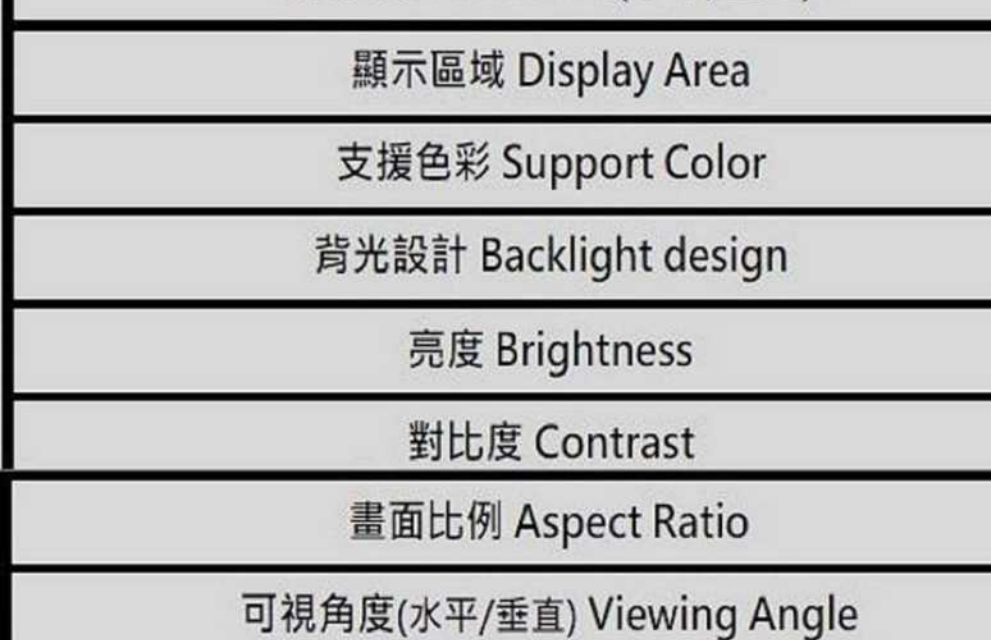 顯示區域 Display Area
支援色彩 Support Color
背光設計 Backlight design
亮度 Brightness
對比度 Contrast
畫面比例 Aspect Ratio
可視角度(水平/垂直) Viewing Angle